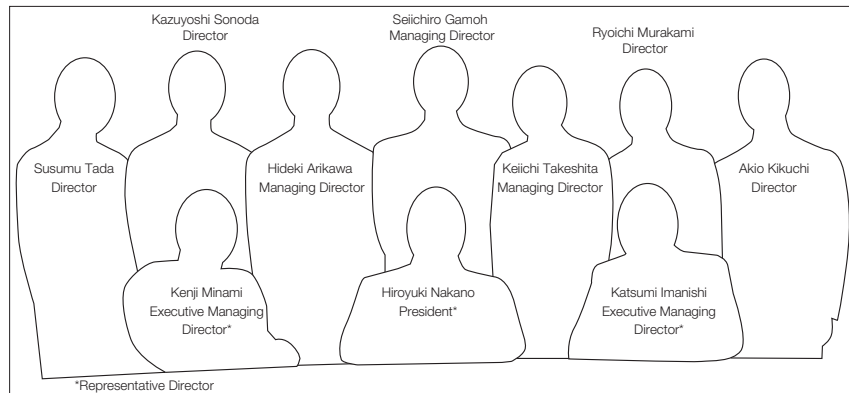 Kazuyoshi Sonoda
Director
Seiichiro Gamoh
Managing Director
Ryoichi Murakami
Director
Susumu Tada
Director
Hideki Arikawa
Managing Director
Keiichi Takeshita
Managing Director
Akio Kikuchi
Director
Kenji Minami
Executive Managing
Director*
Hiroyuki Nakano
President*
Katsumi Imanishi
Executive Managing
Director*
*Representative Director